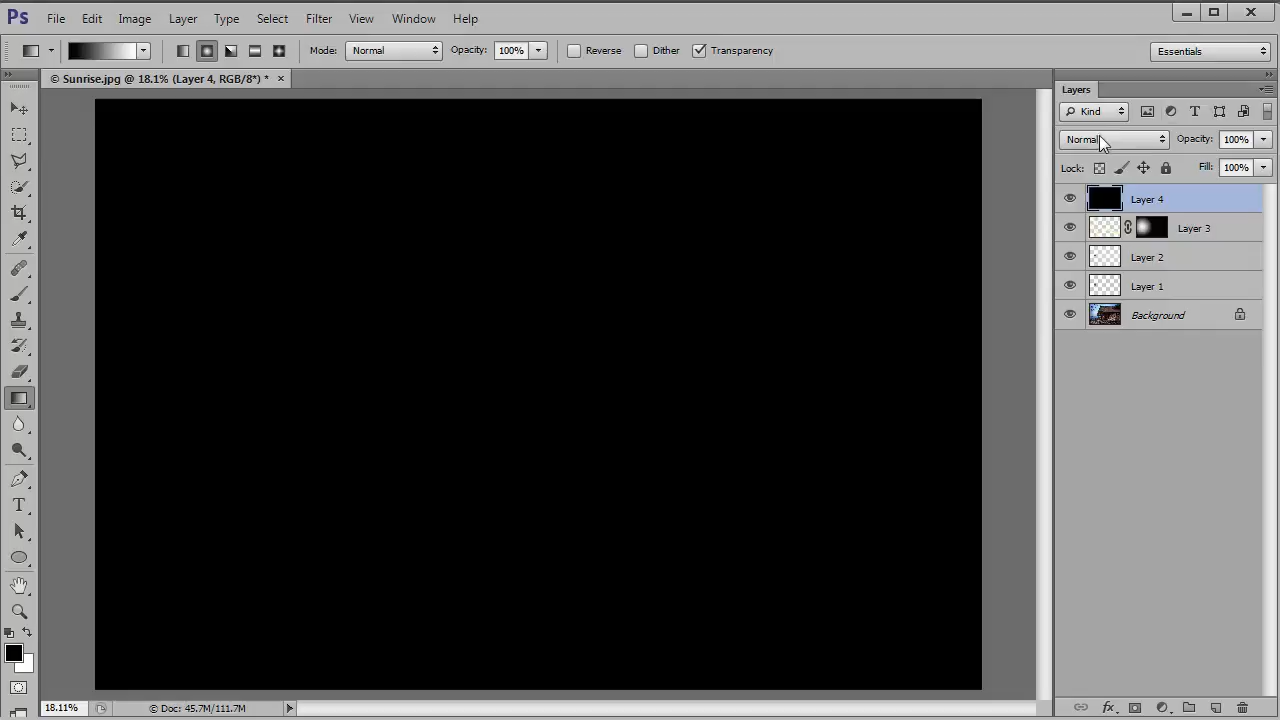 Ps File Edit Image Layer Type Select Filter View Window Help
Mode: Normal Opacity: 100% Reverse Dither Transparency Essentials
© Sunrise.jpg @ 18.1% (Layer 4, RGB/8*) * ×
Layers
Kind T
Normal Opacity: 100%
Lock: Fill: 100%
Layer 4
Layer 3
Layer 2
Layer 1
Background
T
18.11% © Doc: 45.7M/111.7M fx